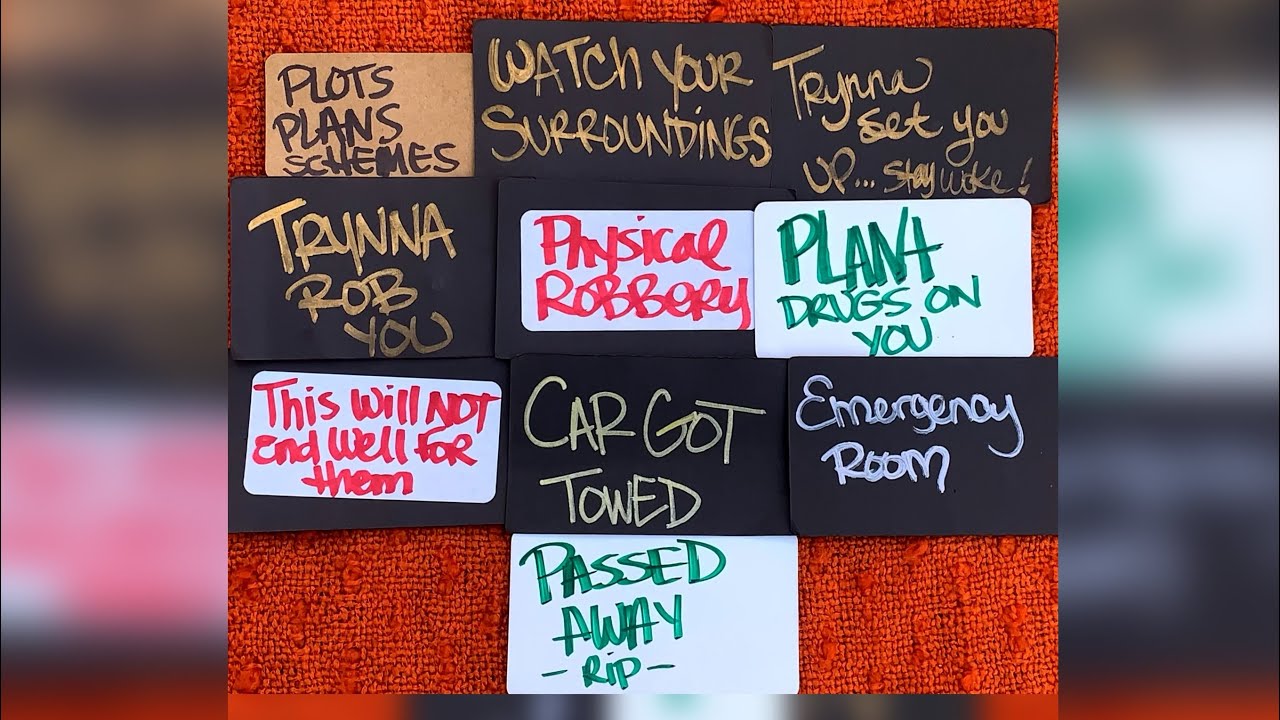 PLOTS
PLANS
SCHEMES
WATCH YOUR
SURROUNDINGS
Trynna
set you
UP... stay woke!
TRYNNA
ROB
YOU
Physical
ROBBERY
PLANT
DRUGS ON
YOU
This will NOT
End well for
them
CAR GOT
TOWED
Emergency
ROOM
PASSED
AWAY
- RIP -